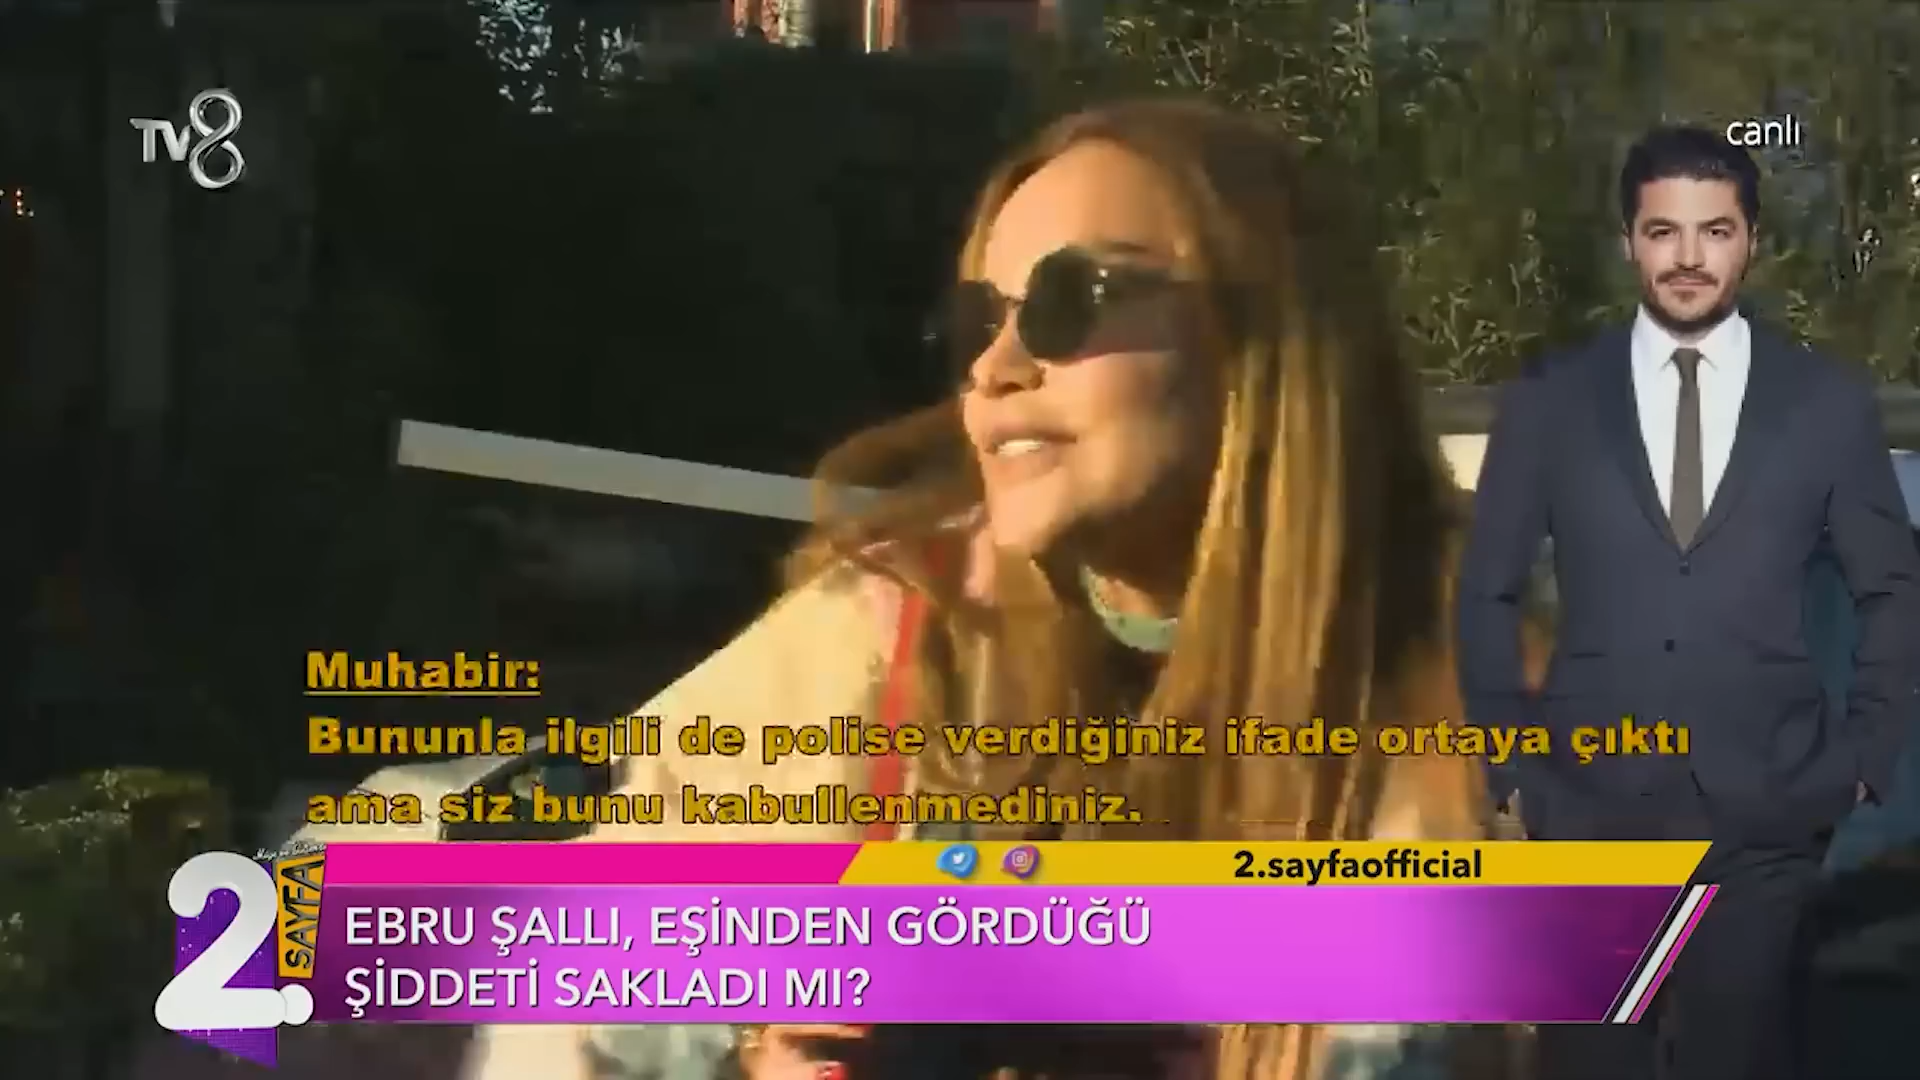 TV8
canlı
Muhabir:
Bununla ilgili de polise verdiğiniz ifade ortaya çıktı
ama siz bunu kabullenmediniz.
2.sayfaofficial
2. SAYFA
EBRU ŞALLI, EŞİNDEN GÖRDÜĞÜ
ŞİDDETİ SAKLADI MI?